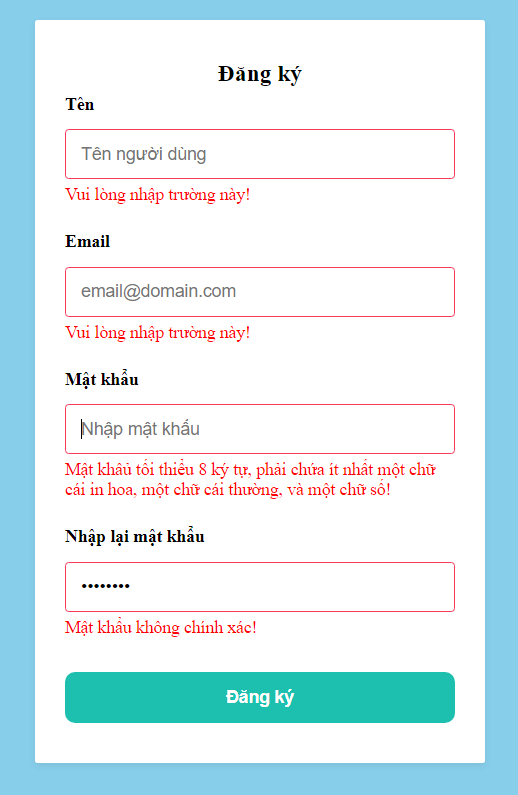 Đăng ký
Tên
Tên người dùng
Vui lòng nhập trường này!
Email
email@domain.com
Vui lòng nhập trường này!
Mật khẩu
Nhập mật khẩu
Mật khâủ tối thiểu 8 ký tự, phải chứa ít nhất một chữ
cái in hoa, một chữ cái thường, và một chữ số!
Nhập lại mật khẩu
••••••••
Mật khẩu không chính xác!
Đăng ký